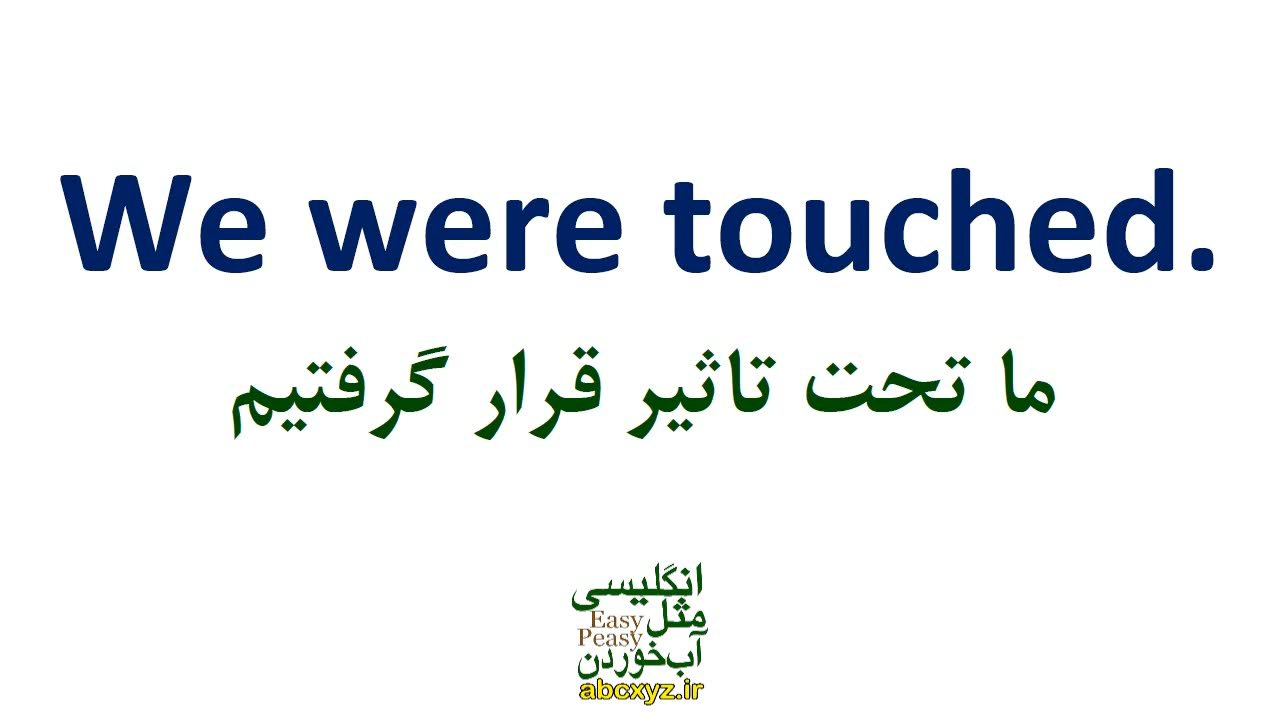 We were touched.
ما تحت تاثیر قرار گرفتیم
انگلیسی
مثل Easy
Peasy
آب‌خوردن
abcxyz.ir